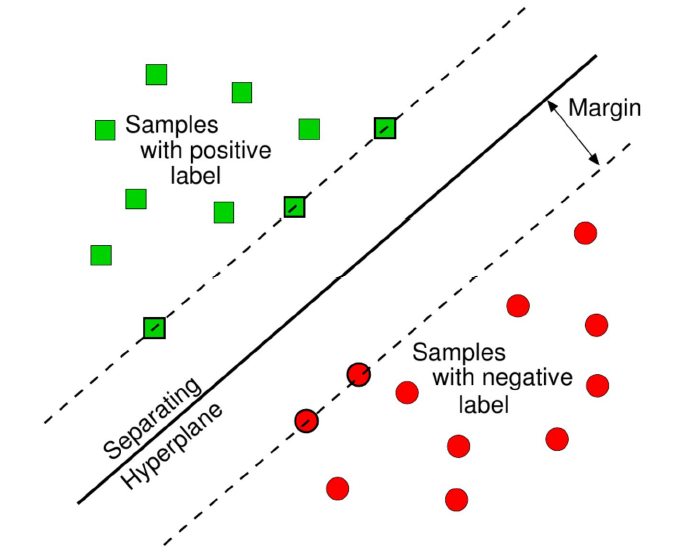 Samples
with positive
label
Margin
Separating
Hyperplane
Samples
with negative
label